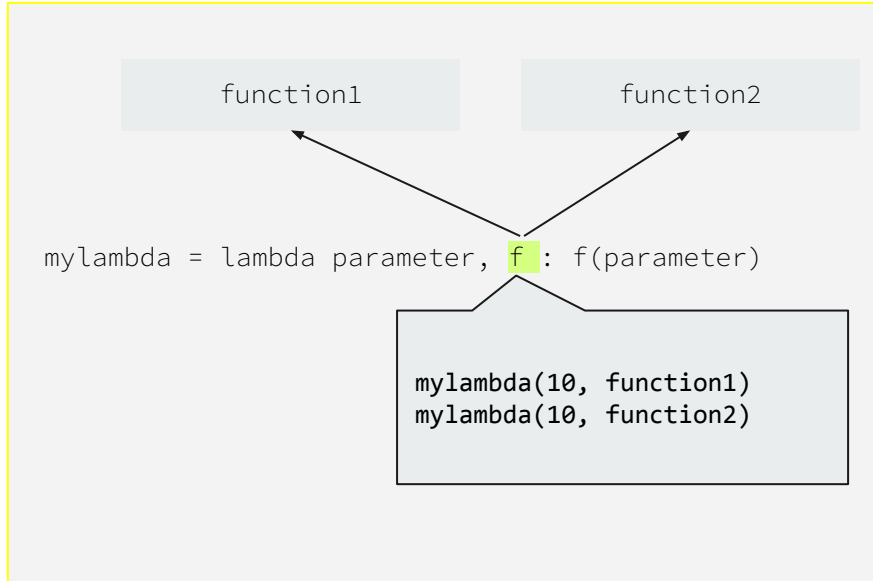 function1
function2
mylambda = lambda parameter, f : f(parameter)
mylambda(10, function1)
mylambda(10, function2)